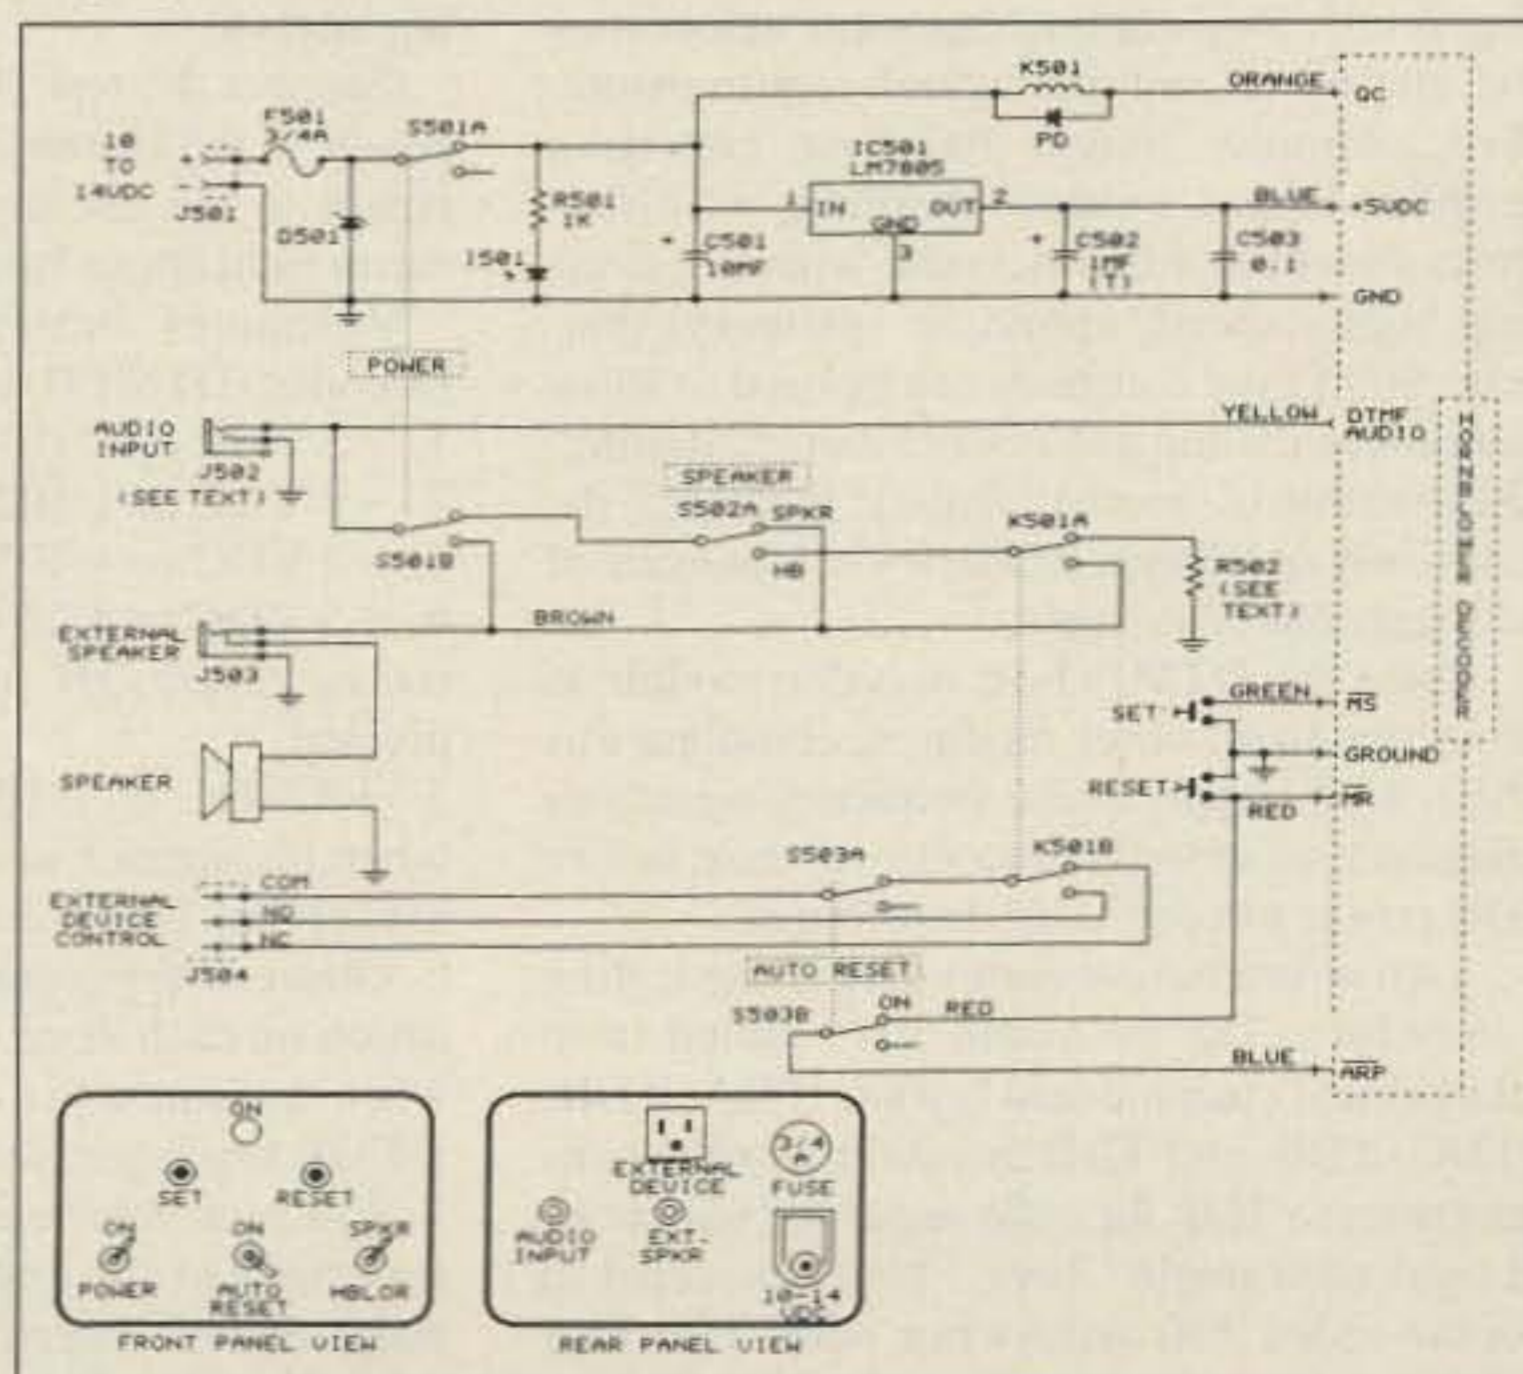 10
TO
14VDC
J501
F501
3/4A
D501
S501A
R501
1K
I501
C501
10MF
IC501
LM7805
1
IN
OUT
2
GND
3
K501
PD
ORANGE
QC
C502
1MF
(T)
C503
0.1
BLUE
+5VDC
GND
POWER
AUDIO
INPUT
J502
(SEE TEXT)
YELLOW
DTMF
AUDIO
SPEAKER
S501B
S502A
SPKR
HB
K501A
R502
(SEE
TEXT)
BROWN
EXTERNAL
SPEAKER
J503
SPEAKER
SET
GREEN
MS
GROUND
RESET
RED
MR
S503A
K501B
EXTERNAL
DEVICE
CONTROL
COM
NO
NC
J504
AUTO RESET
S503B
ON
RED
BLUE
ARP
ON
SET
RESET
ON
ON
SPKR
POWER
AUTO
RESET
HBLOR
FRONT PANEL VIEW
EXTERNAL
DEVICE
3/4
A
FUSE
AUDIO
INPUT
EXT.
SPKR
10-14
VDC
REAR PANEL VIEW